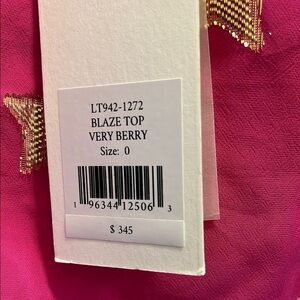 LT942-1272
BLAZE TOP
VERY BERRY
Size: 0
1 96344 12506 3
$ 345